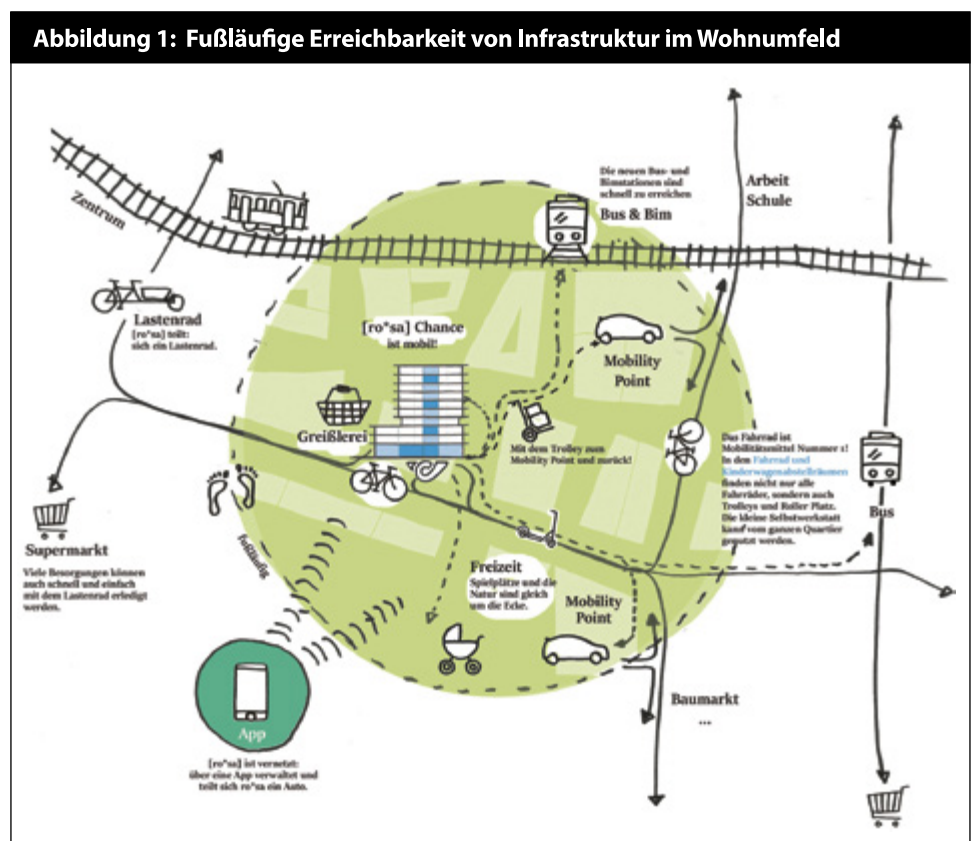 Abbildung 1: Fußläufige Erreichbarkeit von Infrastruktur im Wohnumfeld
Zentrum
Die neuen Bus- und
Bimstationen sind
schnell zu erreichen
Bus & Bim
Arbeit
Schule
Lastenrad
[ro*sa] teilt:
sich ein Lastenrad.
[ro*sa] Chance
ist mobil!
Mobility
Point
Greißlerei
Mit dem Trolley zum
Mobility Point und zurück!
Das Fahrrad ist
Mobilitätsmittel Nummer 1!
In dem Fahrrad und
Kinderwagenabstellräumen
finden nicht nur alle
Fahrräder, sondern auch
Trolleys und Roller Platz.
Die kleine Selbstwerkstatt
kann vom ganzen Quartier
genutzt werden.
Bus
Supermarkt
Viele Besorgungen können
auch schnell und einfach
mit dem Lastenrad erledigt
werden.
fußläufig
Freizeit
Spielplätze und die
Natur sind gleich
um die Ecke.
Mobility
Point
Baumarkt
...
App
[ro*sa] ist vernetzt:
über eine App verwaltet und
teilt sich ro*sa ein Auto.